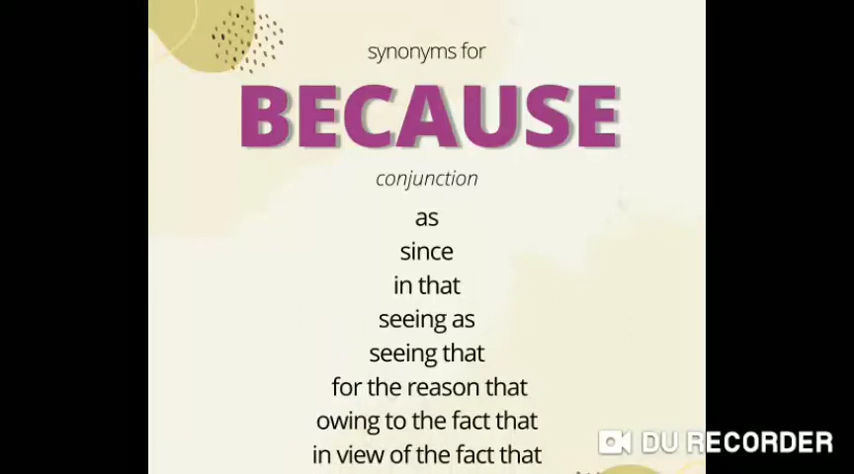 synonyms for
BECAUSE
conjunction
as
since
in that
seeing as
seeing that
for the reason that
owing to the fact that
in view of the fact that
DU RECORDER